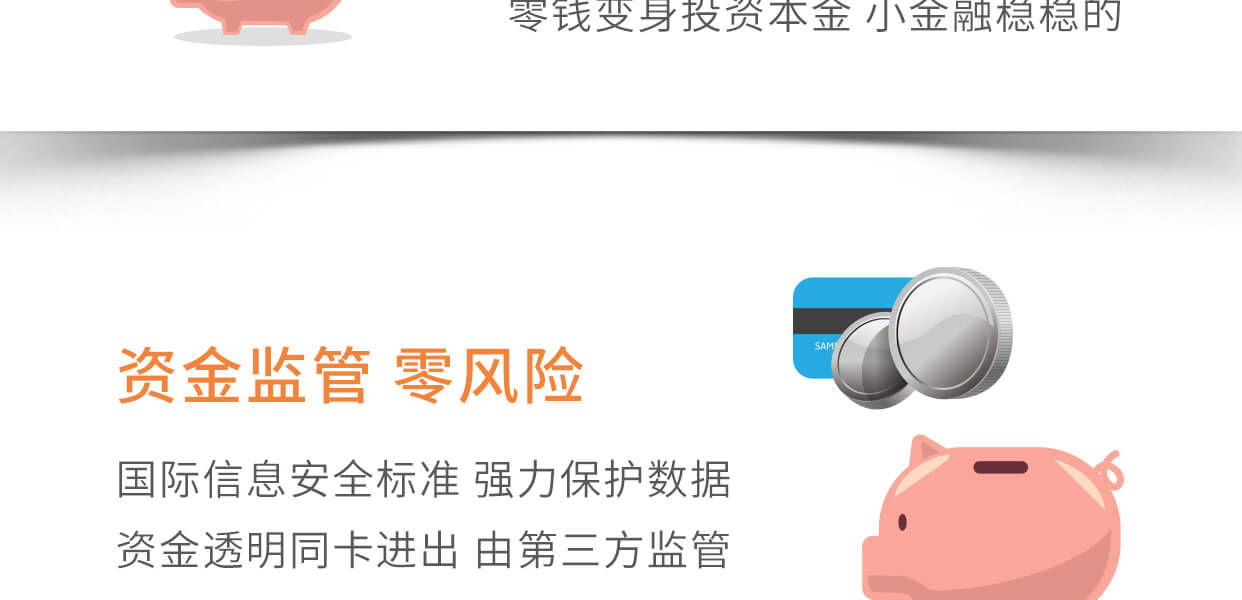 零钱变身投资本金 小金融稳稳的
SAM
资金监管 零风险
国际信息安全标准 强力保护数据
资金透明同卡进出 由第三方监管